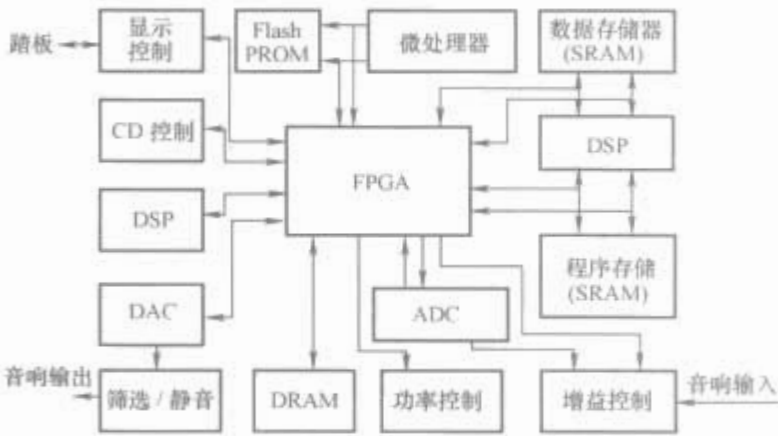 踏板
显示
控制
Flash
PROM
微处理器
数据存储器
(SRAM)
CD 控制
FPGA
DSP
DSP
程序存储
(SRAM)
DAC
ADC
音响输出
筛选 / 静音
DRAM
功率控制
增益控制
音响输入